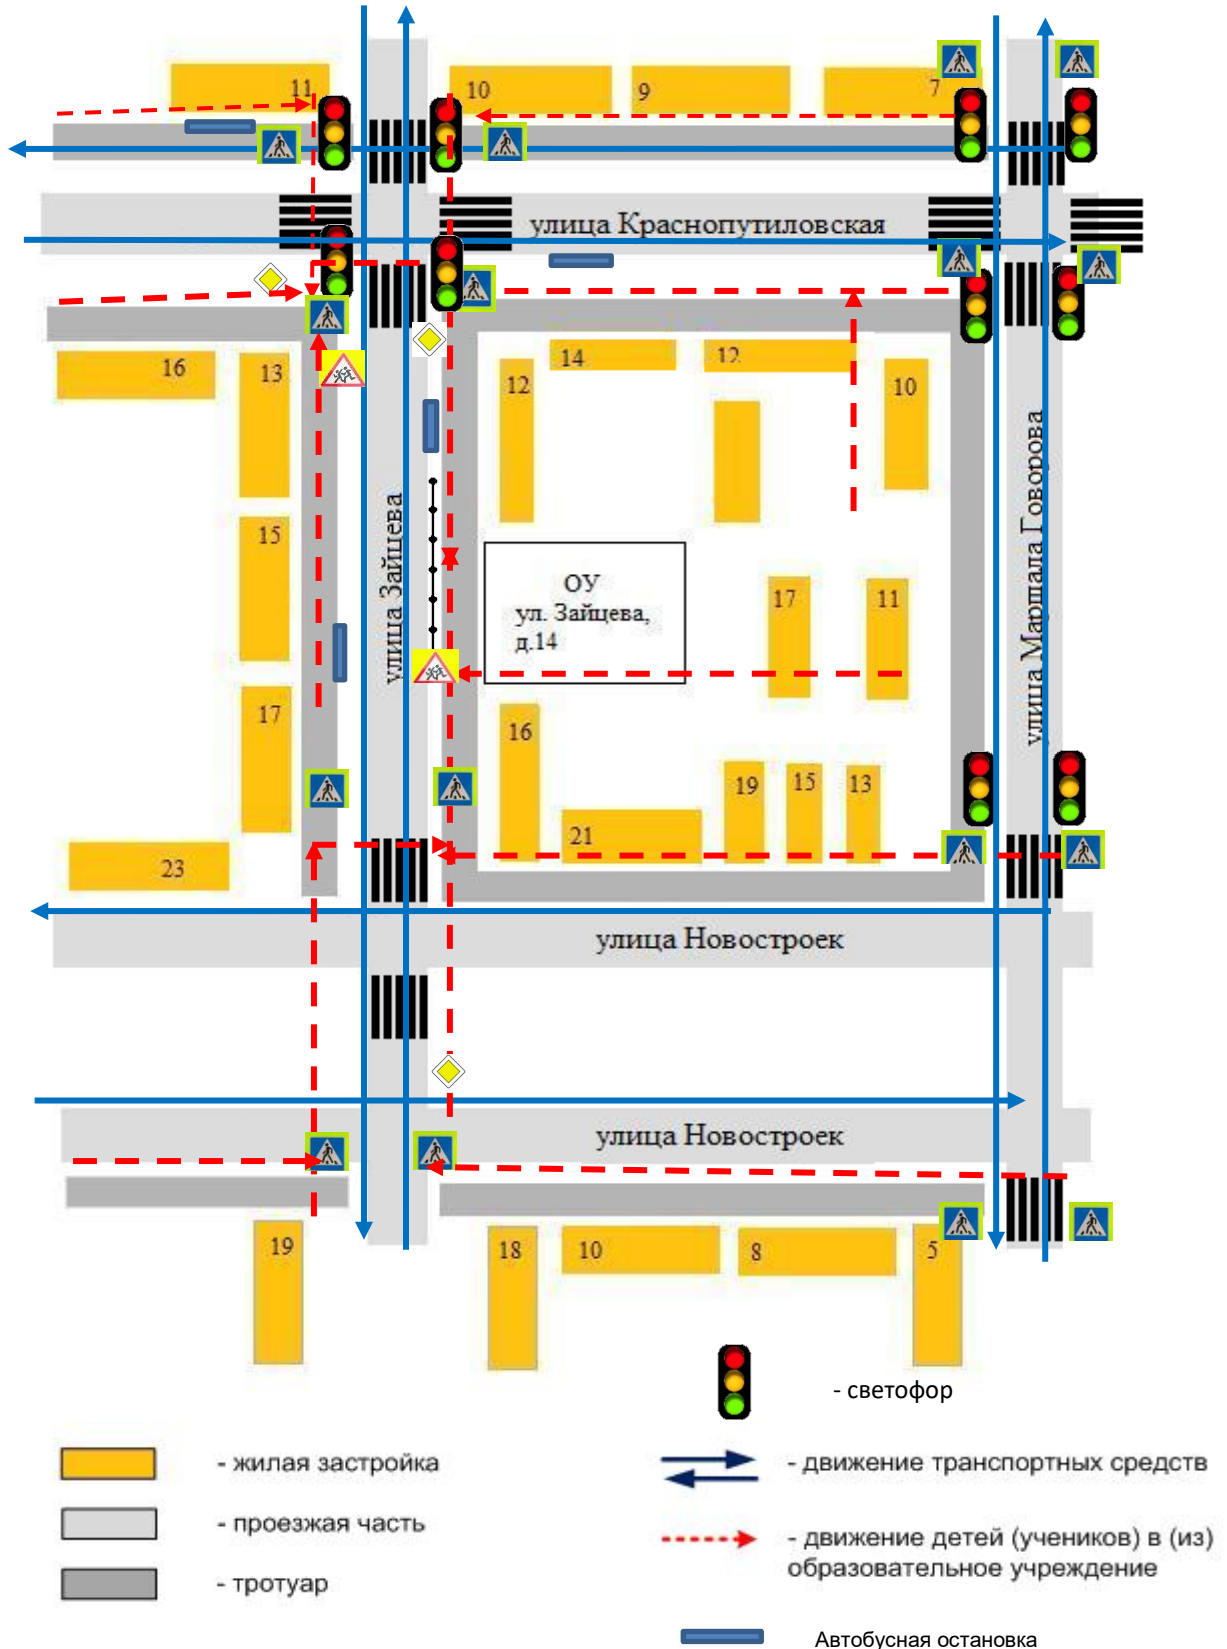 11
10
9
7
улица Краснопутиловская
16
13
12
14
12
10
15
улица Зайцева
ОУ
ул. Зайцева,
д.14
17
11
улица Маршала Говорова
17
16
19
15
13
21
23
улица Новостроек
улица Новостроек
19
18
10
8
5
- светофор
- жилая застройка
- движение транспортных средств
- проезжая часть
- движение детей (учеников) в (из)
образовательное учреждение
- тротуар
Автобусная остановка